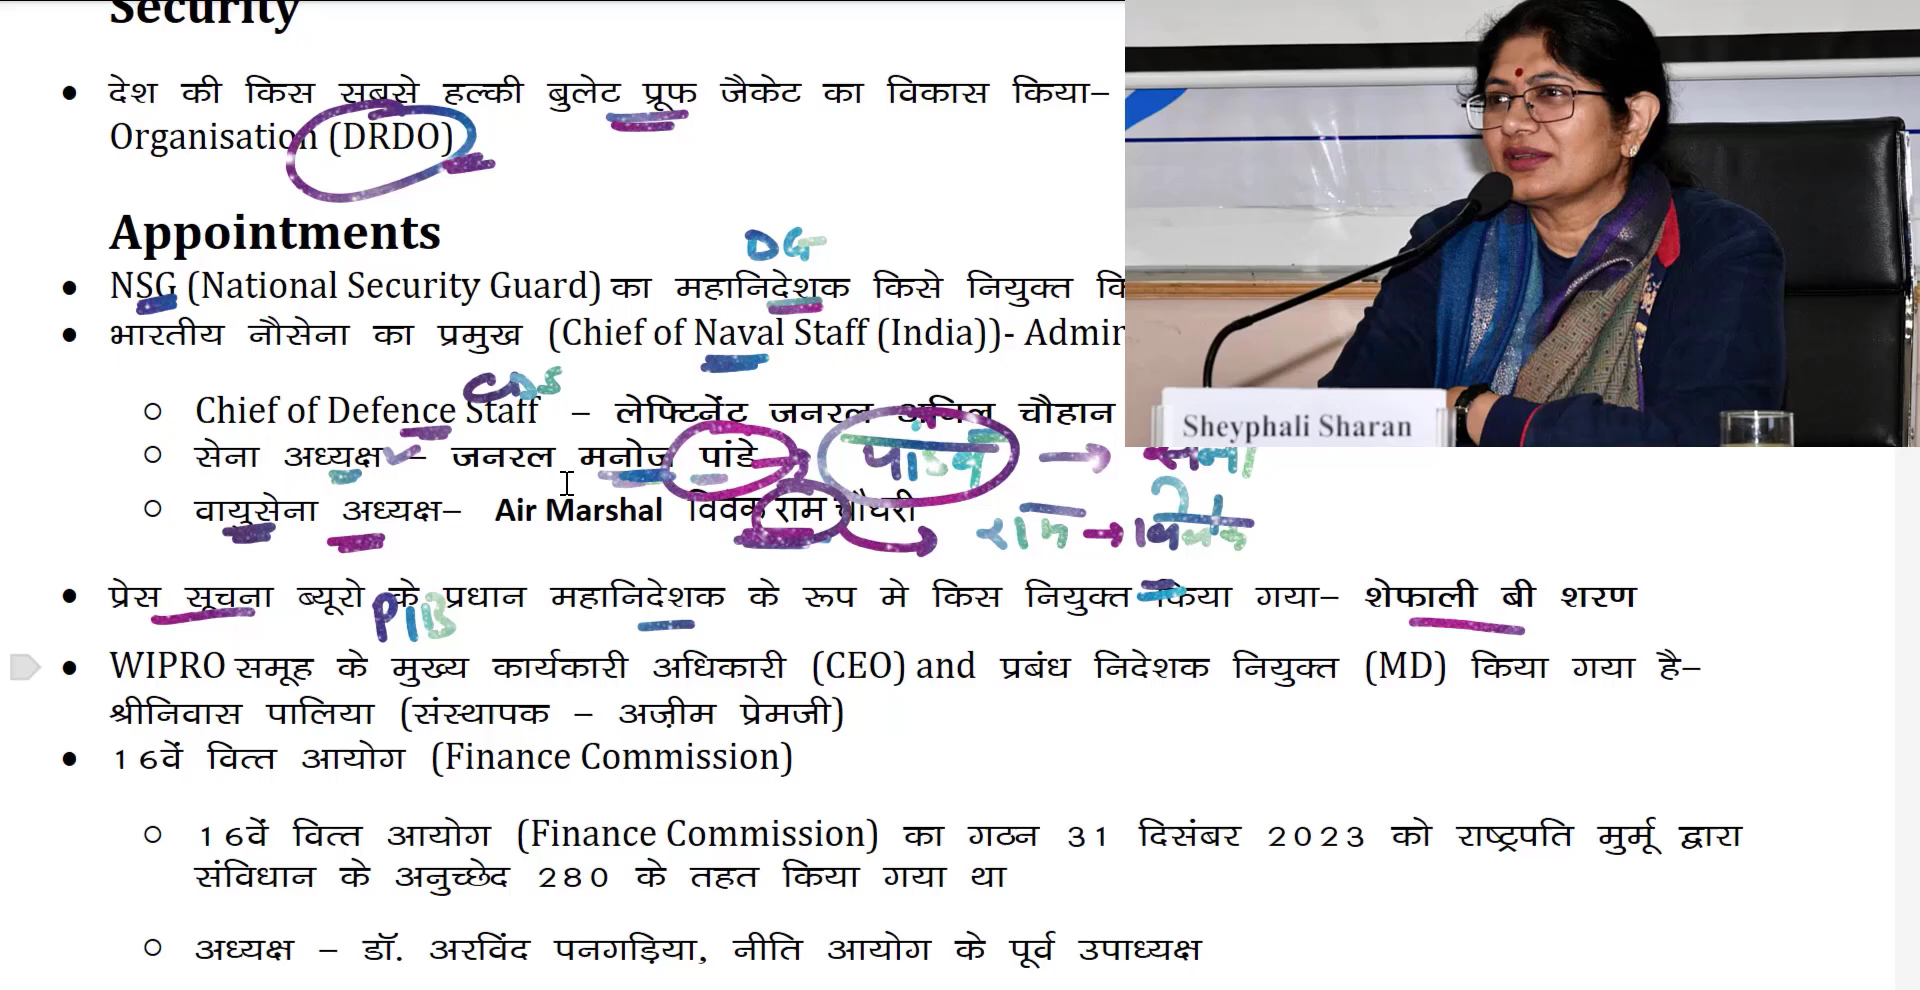 Security
देश की किस सबसे हल्की बुलेट प्रूफ जैकेट का विकास किया–
Organisation (DRDO)
Appointments
DG
NSG (National Security Guard) का महानिदेशक किसे नियुक्त कि
भारतीय नौसेना का प्रमुख (Chief of Naval Staff (India))- Admir
CDS
Chief of Defence Staff – लेफ्टिनेंट जनरल अनिल चौहान
सेना अध्यक्ष – जनरल मनोज पांडे
वायुसेना अध्यक्ष– Air Marshal विवेक राम चौधरी
प्रेस सूचना ब्यूरो के प्रधान महानिदेशक के रूप मे किस नियुक्त किया गया– शेफाली बी शरण
PIB
WIPRO समूह के मुख्य कार्यकारी अधिकारी (CEO) and प्रबंध निदेशक नियुक्त (MD) किया गया है–
श्रीनिवास पालिया (संस्थापक – अज़ीम प्रेमजी)
16वें वित्त आयोग (Finance Commission)
16वें वित्त आयोग (Finance Commission) का गठन 31 दिसंबर 2023 को राष्ट्रपति मुर्मू द्वारा
संविधान के अनुच्छेद 280 के तहत किया गया था
अध्यक्ष – डॉ. अरविंद पनगड़िया, नीति आयोग के पूर्व उपाध्यक्ष
Sheyphali Sharan